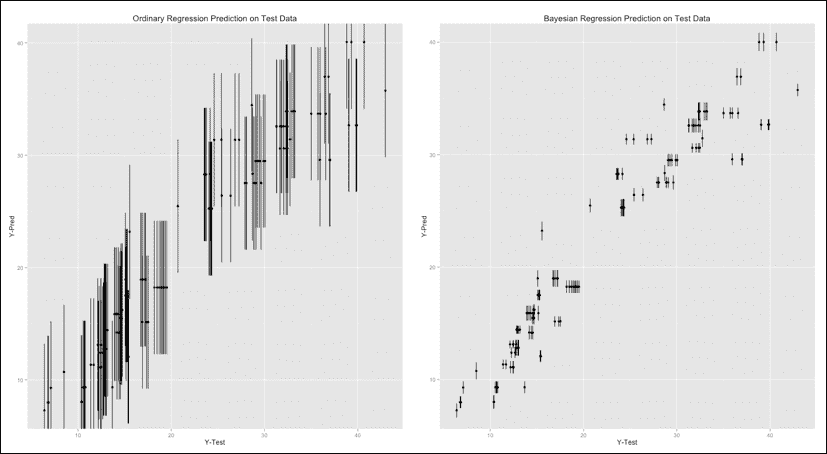 Ordinary Regression Prediction on Test Data
40
30
20
10
Y-Pred
10 20 30 40
Y-Test
Bayesian Regression Prediction on Test Data
40
30
20
10
Y-Pred
10 20 30 40
Y-Test